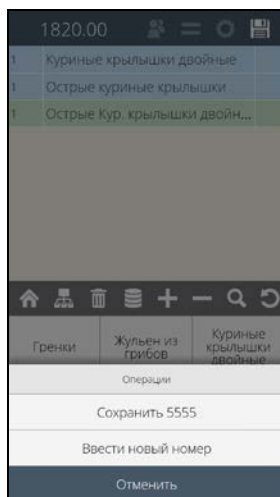 1820.00
1 Куриные крылышки двойные
1 Острые куриные крылышки
1 Острые Кур. крылышки двойн...
Гренки
Жульен из
грибов
Куриные
крылышки
двойные
Операции
Сохранить 5555
Ввести новый номер
Отменить